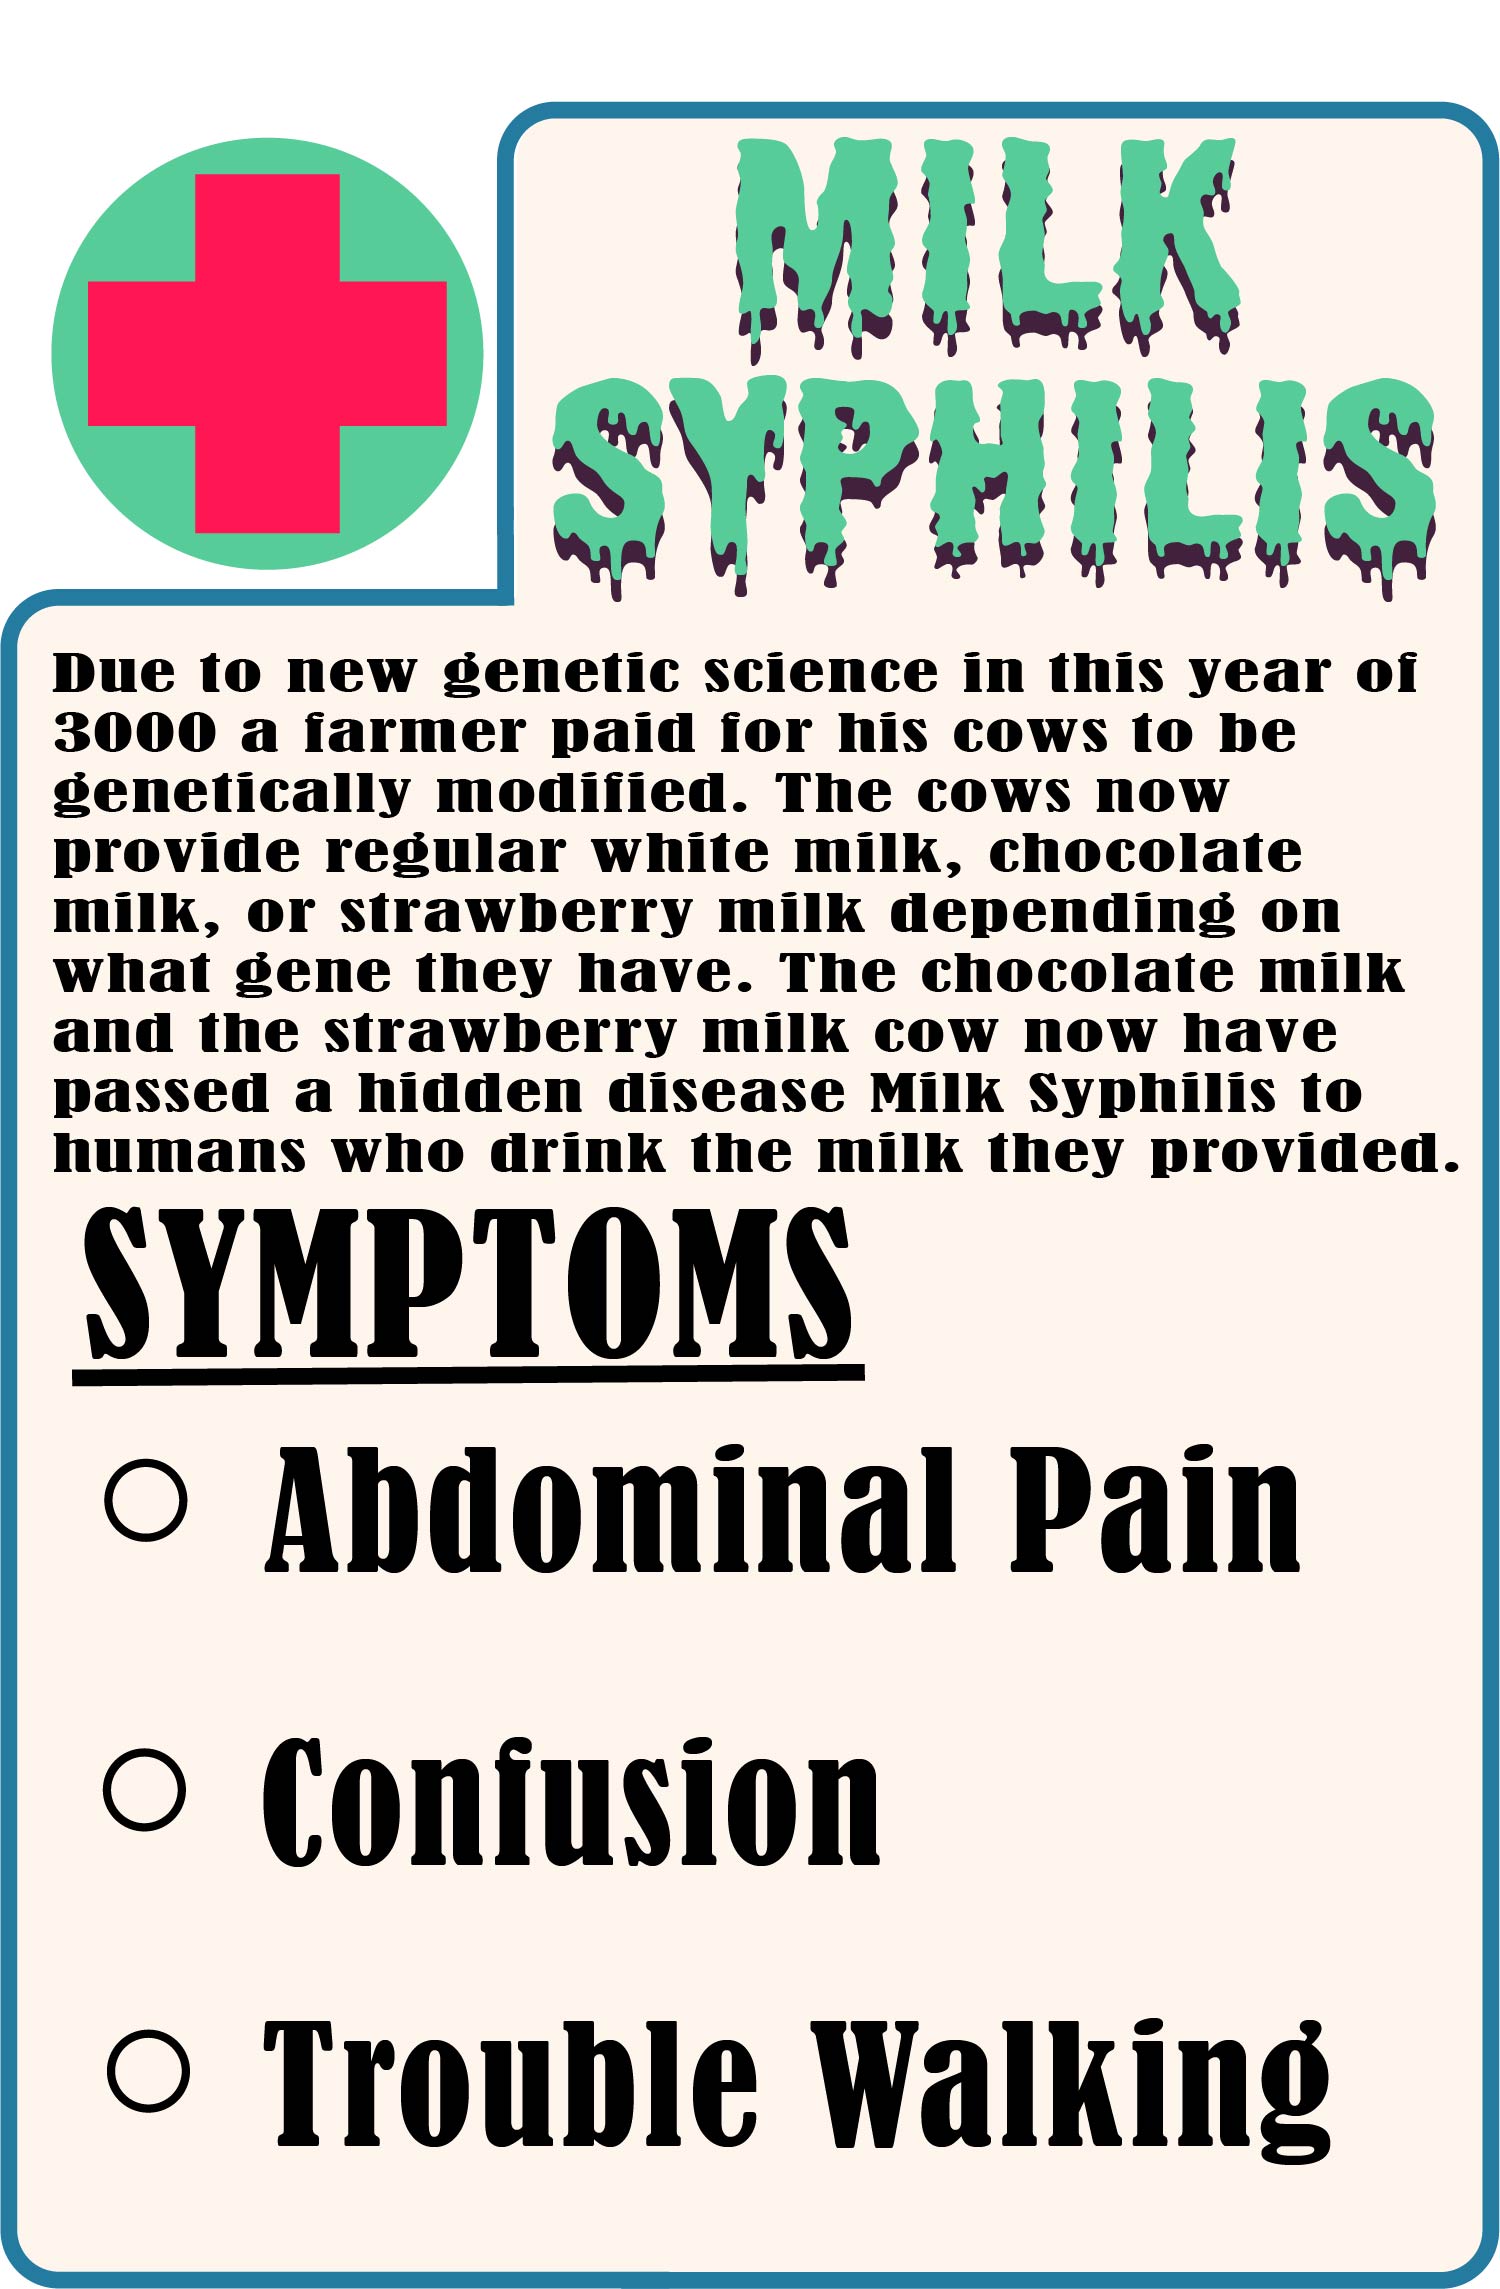 MILK
SYPHILIS
Due to new genetic science in this year of
3000 a farmer paid for his cows to be
genetically modified. The cows now
provide regular white milk, chocolate
milk, or strawberry milk depending on
what gene they have. The chocolate milk
and the strawberry milk cow now have
passed a hidden disease Milk Syphilis to
humans who drink the milk they provided.
SYMPTOMS
Abdominal Pain
Confusion
Trouble Walking